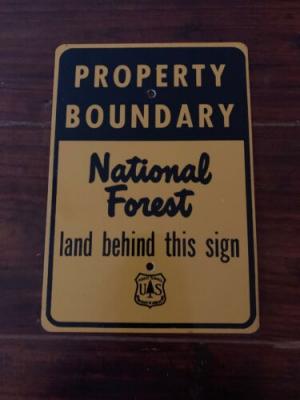 PROPERTY
BOUNDARY
National
Forest
land behind this sign
U S